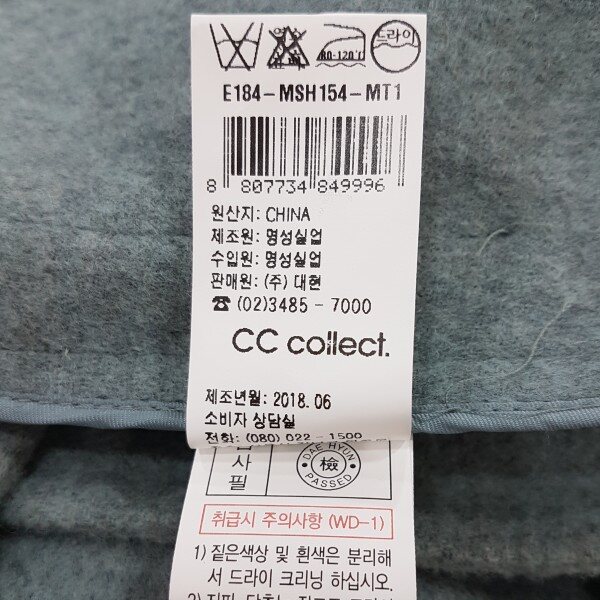 드라이
80-120℃
E184-MSH154-MT1
8 807734 849996
원산지: CHINA
제조원: 명성실업
수입원: 명성실업
판매원: (주) 대현
☎ (02)3485 - 7000
CC collect.
제조년월: 2018. 06
소비자 상담실
전화: (080) 022 - 1500
사
필
DAE HYUN
檢
PASSED
취급시 주의사항 (WD-1)
1) 짙은색상 및 흰색은 분리해
서 드라이 크리닝 하십시오.